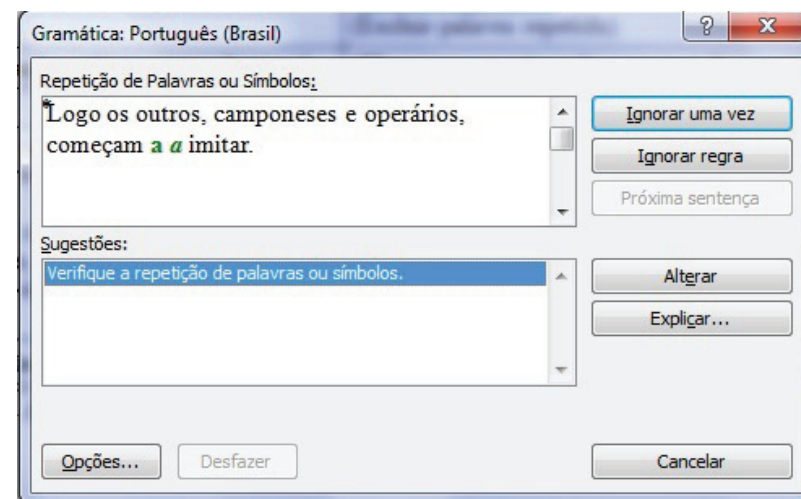 Gramática: Português (Brasil)
Repetição de Palavras ou Símbolos:
*Logo os outros, camponeses e operários,
começam a a imitar.
Ignorar uma vez
Ignorar regra
Próxima sentença
Sugestões:
Verifique a repetição de palavras ou símbolos.
Alterar
Explicar...
Opções...
Desfazer
Cancelar